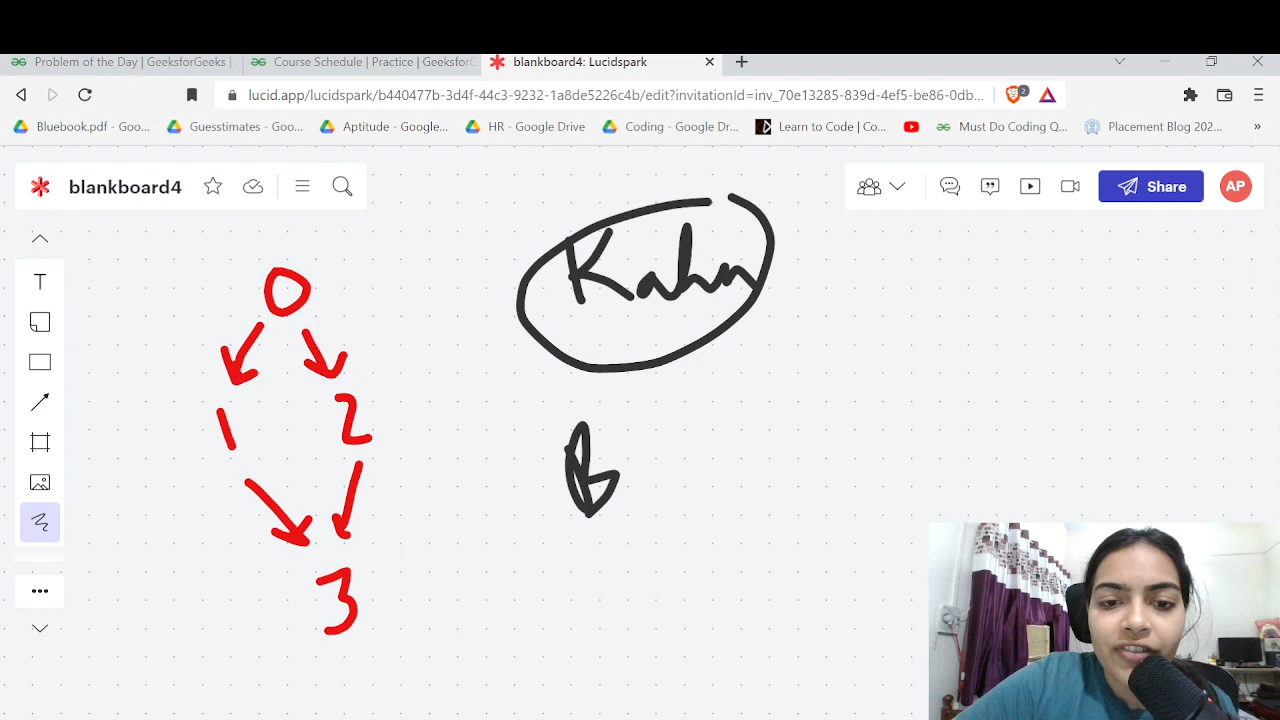 Problem of the Day | GeeksforGeeks |
Course Schedule | Practice | GeeksforG
blankboard4: Lucidspark
lucid.app/lucidspark/b440477b-3d4f-44c3-9232-1a8de5226c4b/edit?invitationId=inv_70e13285-839d-4ef5-be86-0db...
2
Bluebook.pdf - Goo...
Guesstimates - Goo...
Aptitude - Google...
HR - Google Drive
Coding - Google Dr...
Learn to Code | Co...
Must Do Coding Q...
Placement Blog 202...
»
blankboard4
Share
AP
T
Kahn
0
1 2
B
3